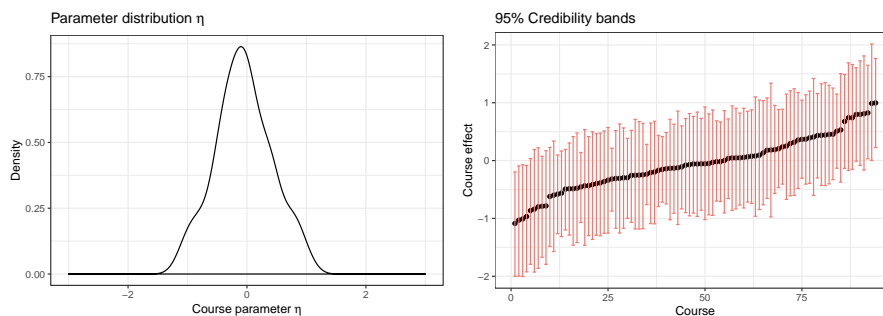 Parameter distribution η
0.75
0.50
0.25
0.00
Density
−2
0
2
Course parameter η
95% Credibility bands
2
1
0
−1
−2
Course effect
0
25
50
75
Course